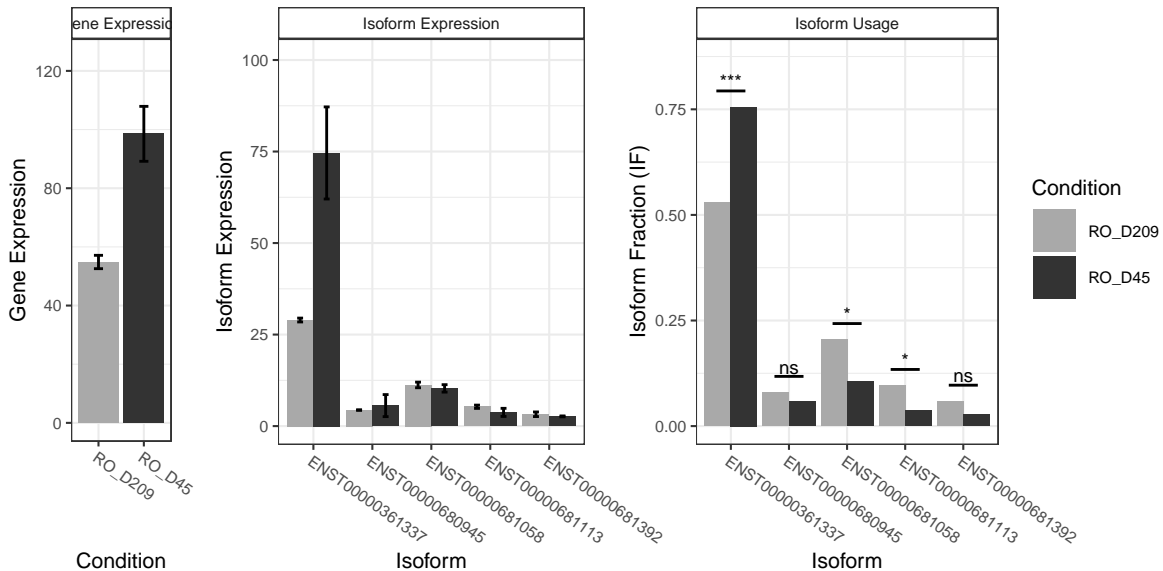 ene Expressio
Isoform Expression
Isoform Usage
Gene Expression
120
80
40
0
RO_D209
RO_D45
Condition
Isoform Expression
100
75
50
25
0
ENST00000361337
ENST00000680945
ENST00000681058
ENST00000681113
ENST00000681392
Isoform
Isoform Fraction (IF)
0.75
0.50
0.25
0.00
***
ns
*
*
ns
ENST00000361337
ENST00000680945
ENST00000681058
ENST00000681113
ENST00000681392
Isoform
Condition
RO_D209
RO_D45